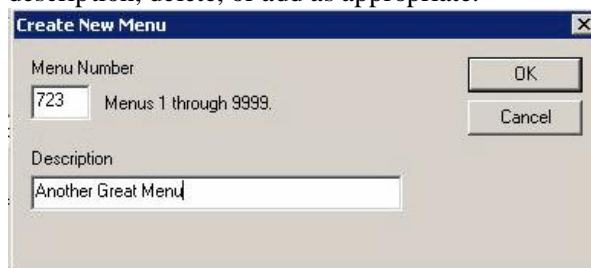 description, delete, or add as appropriate.
Create New Menu
Menu Number
OK
723 Menus 1 through 9999.
Cancel
Description
Another Great Menu